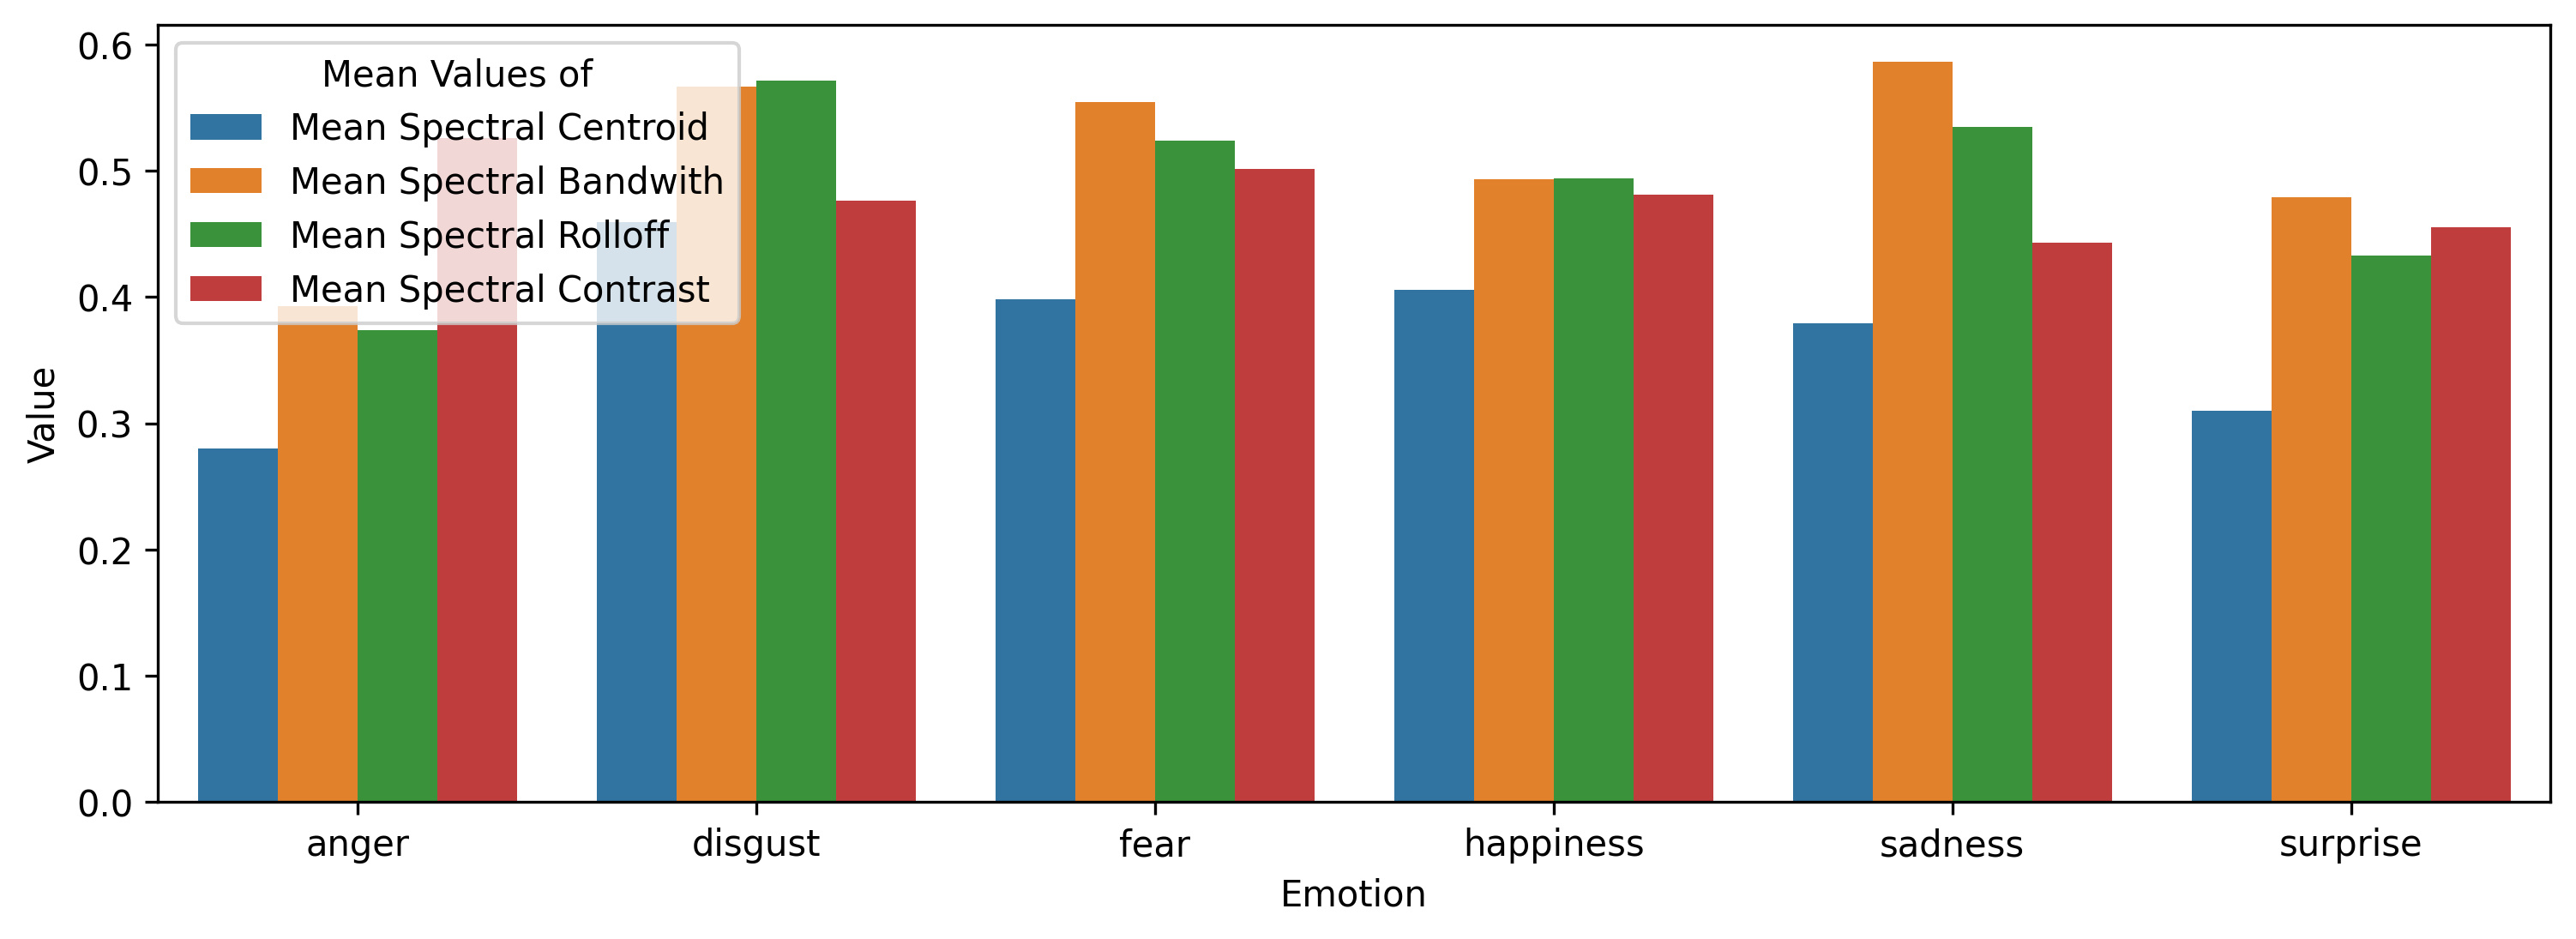 Mean Values of
Mean Spectral Centroid
Mean Spectral Bandwith
Mean Spectral Rolloff
Mean Spectral Contrast
0.6
0.5
0.4
0.3
0.2
0.1
0.0
Value
anger disgust fear happiness sadness surprise
Emotion